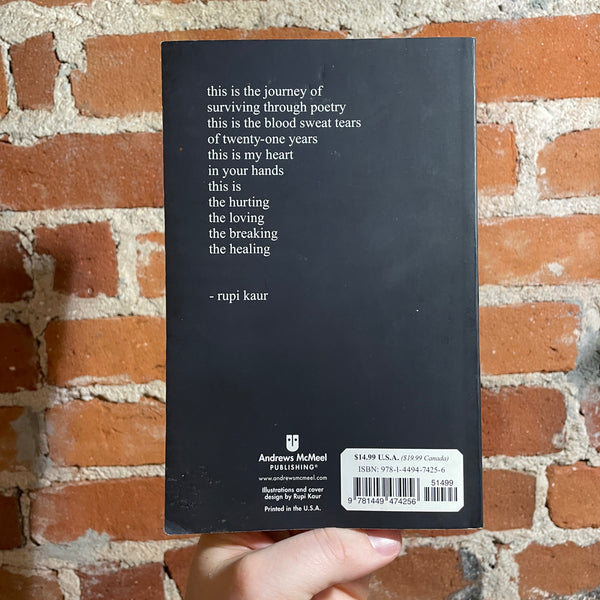 this is the journey of
surviving through poetry
this is the blood sweat tears
of twenty-one years
this is my heart
in your hands
this is
the hurting
the loving
the breaking
the healing
- rupi kaur
Andrews McMeel
PUBLISHING®
www.andrewsmcmeel.com
Illustrations and cover
design by Rupi Kaur
Printed in the U.S.A.
$14.99 U.S.A. ($19.99 Canada)
ISBN: 978-1-4494-7425-6
51499
9 781449 474256